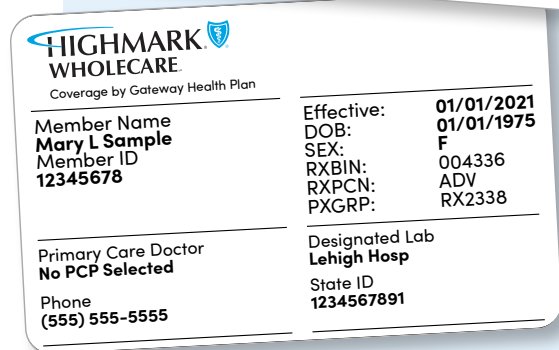 HIGHMARK
WHOLECARE
Coverage by Gateway Health Plan
Member Name
Mary L Sample
Member ID
12345678
Effective: 01/01/2021
DOB: 01/01/1975
SEX: F
RXBIN: 004336
RXPCN: ADV
PXGRP: RX2338
Primary Care Doctor
No PCP Selected
Phone
(555) 555-5555
Designated Lab
Lehigh Hosp
State ID
1234567891